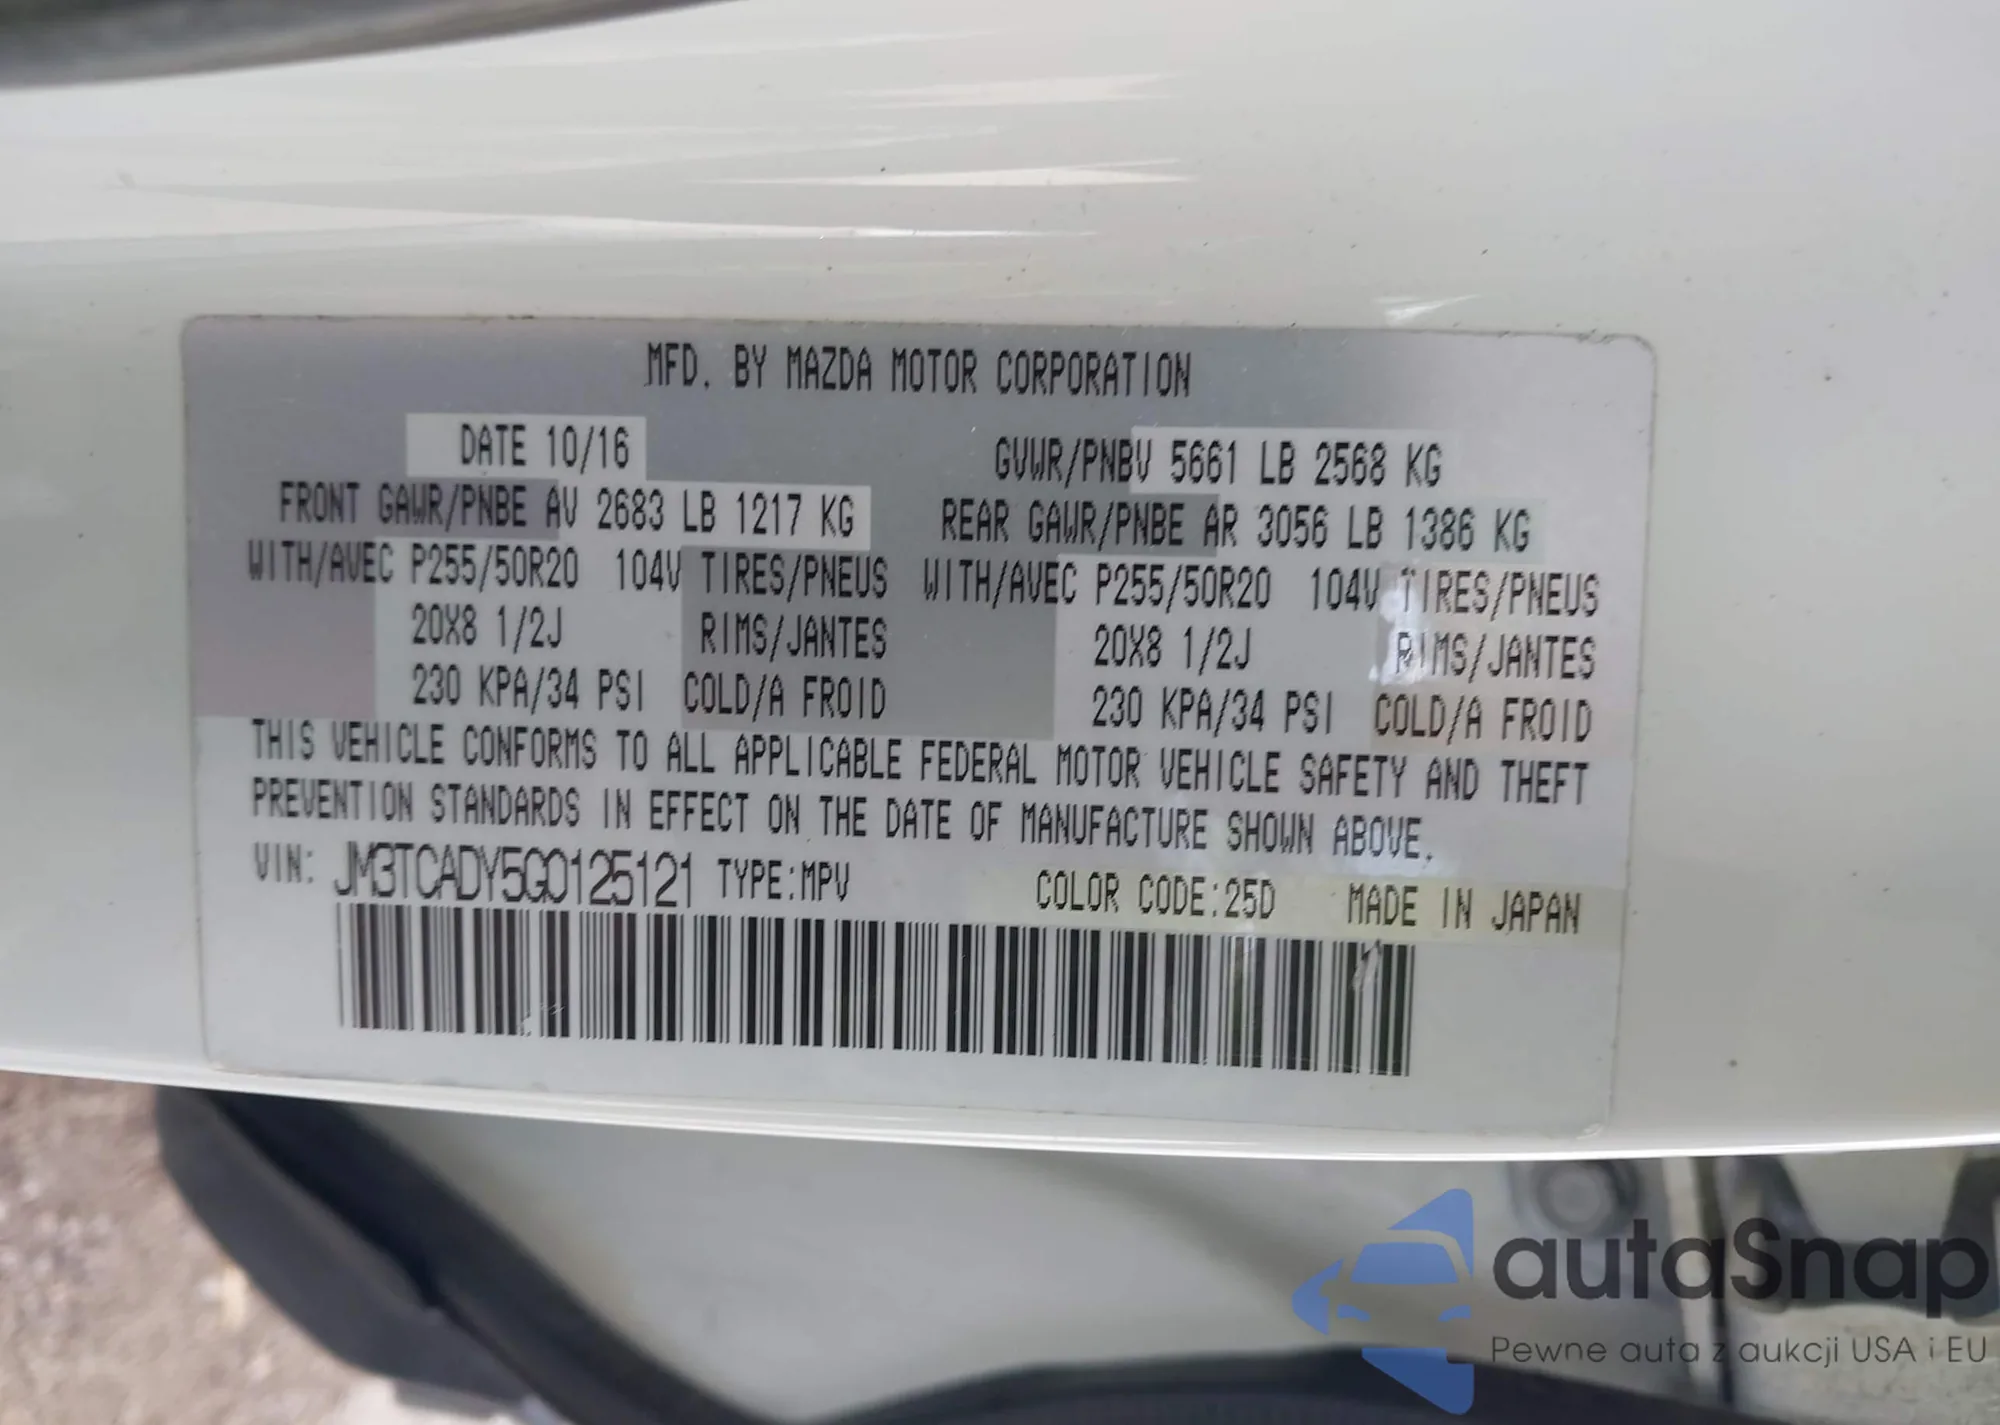 MFD. BY MAZDA MOTOR CORPORATION
DATE 10/16 GVWR/PNBV 5661 LB 2568 KG
FRONT GAWR/PNBE AV 2683 LB 1217 KG REAR GAWR/PNBE AR 3056 LB 1386 KG
WITH/AVEC P255/50R20 104V TIRES/PNEUS WITH/AVEC P255/50R20 104V TIRES/PNEUS
20X8 1/2J RIMS/JANTES 20X8 1/2J RIMS/JANTES
230 KPA/34 PSI COLD/A FROID 230 KPA/34 PSI COLD/A FROID
THIS VEHICLE CONFORMS TO ALL APPLICABLE FEDERAL MOTOR VEHICLE SAFETY AND THEFT
PREVENTION STANDARDS IN EFFECT ON THE DATE OF MANUFACTURE SHOWN ABOVE.
VIN: JM3TCADY5G0125121 TYPE:MPV COLOR CODE:25D MADE IN JAPAN
autaSnap
Pewne auta z aukcji USA i EU